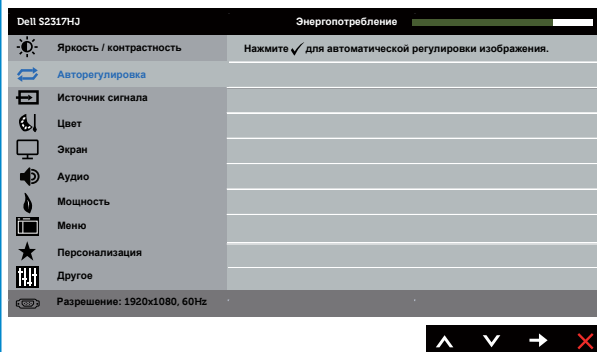 Dell S2317HJ Энергопотребление
Яркость / контрастность
Нажмите ✓ для автоматической регулировки изображения.
Авторегулировка
Источник сигнала
Цвет
Экран
Аудио
Мощность
Меню
Персонализация
Другое
Разрешение: 1920x1080, 60Hz